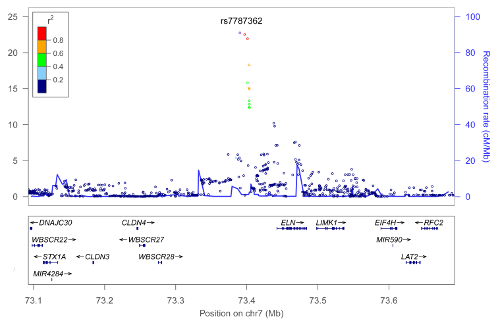 rs7787362
r²
0.8
0.6
0.4
0.2
25
20
15
10
5
0
100
80
60
40
20
0
Recombination rate (cM/Mb)
DNAJC30
CLDN4
ELN
LIMK1
EIF4H
RFC2
WBSCR22
WBSCR27
MIR590
STX1A
CLDN3
WBSCR28
LAT2
MIR4284
73.1
73.2
73.3
73.4
73.5
73.6
Position on chr7 (Mb)